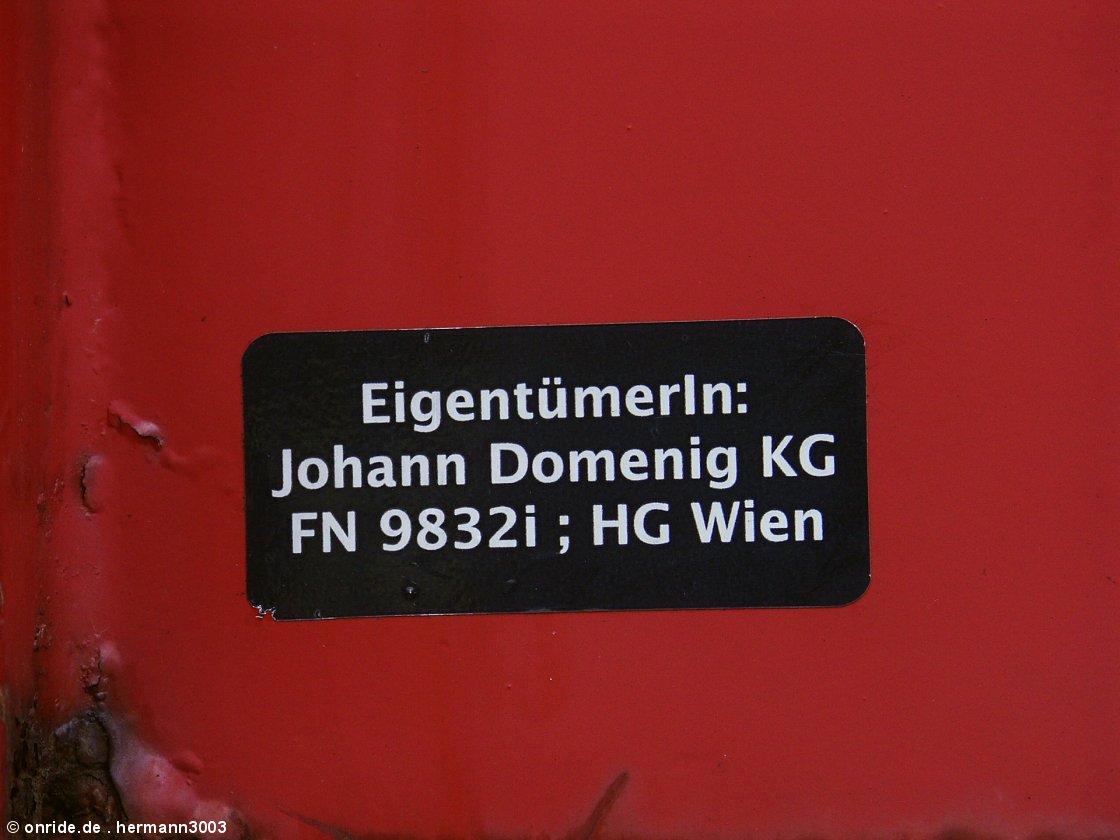 EigentümerIn:
Johann Domenig KG
FN 9832i ; HG Wien
© onride.de . hermann3003